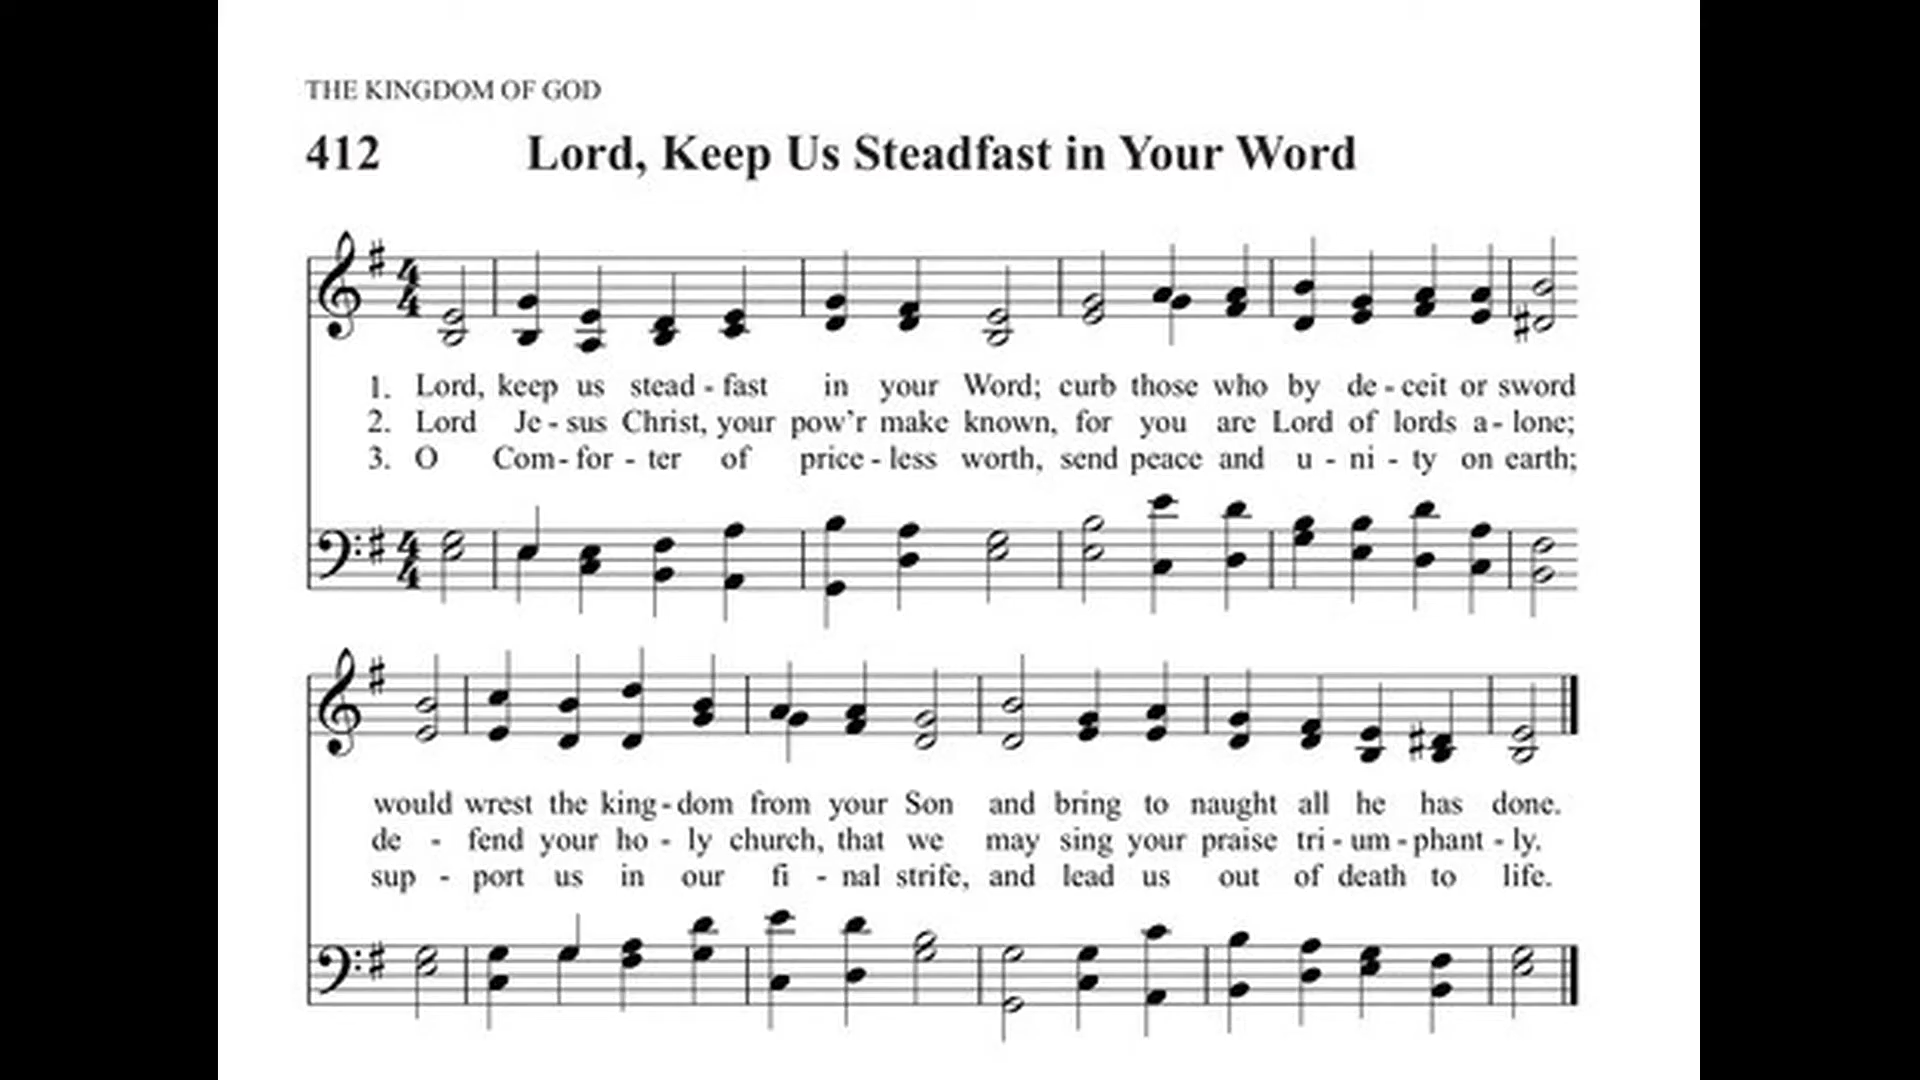 THE KINGDOM OF GOD
412 Lord, Keep Us Steadfast in Your Word
4 4
1. Lord, keep us stead - fast in your Word; curb those who by de - ceit or sword
2. Lord Je - sus Christ, your pow’r make known, for you are Lord of lords a - lone;
3. O Com - for - ter of price - less worth, send peace and u - ni - ty on earth;
4 4
would wrest the king - dom from your Son and bring to naught all he has done.
de - fend your ho - ly church, that we may sing your praise tri - um - phant - ly.
sup - port us in our fi - nal strife, and lead us out of death to life.